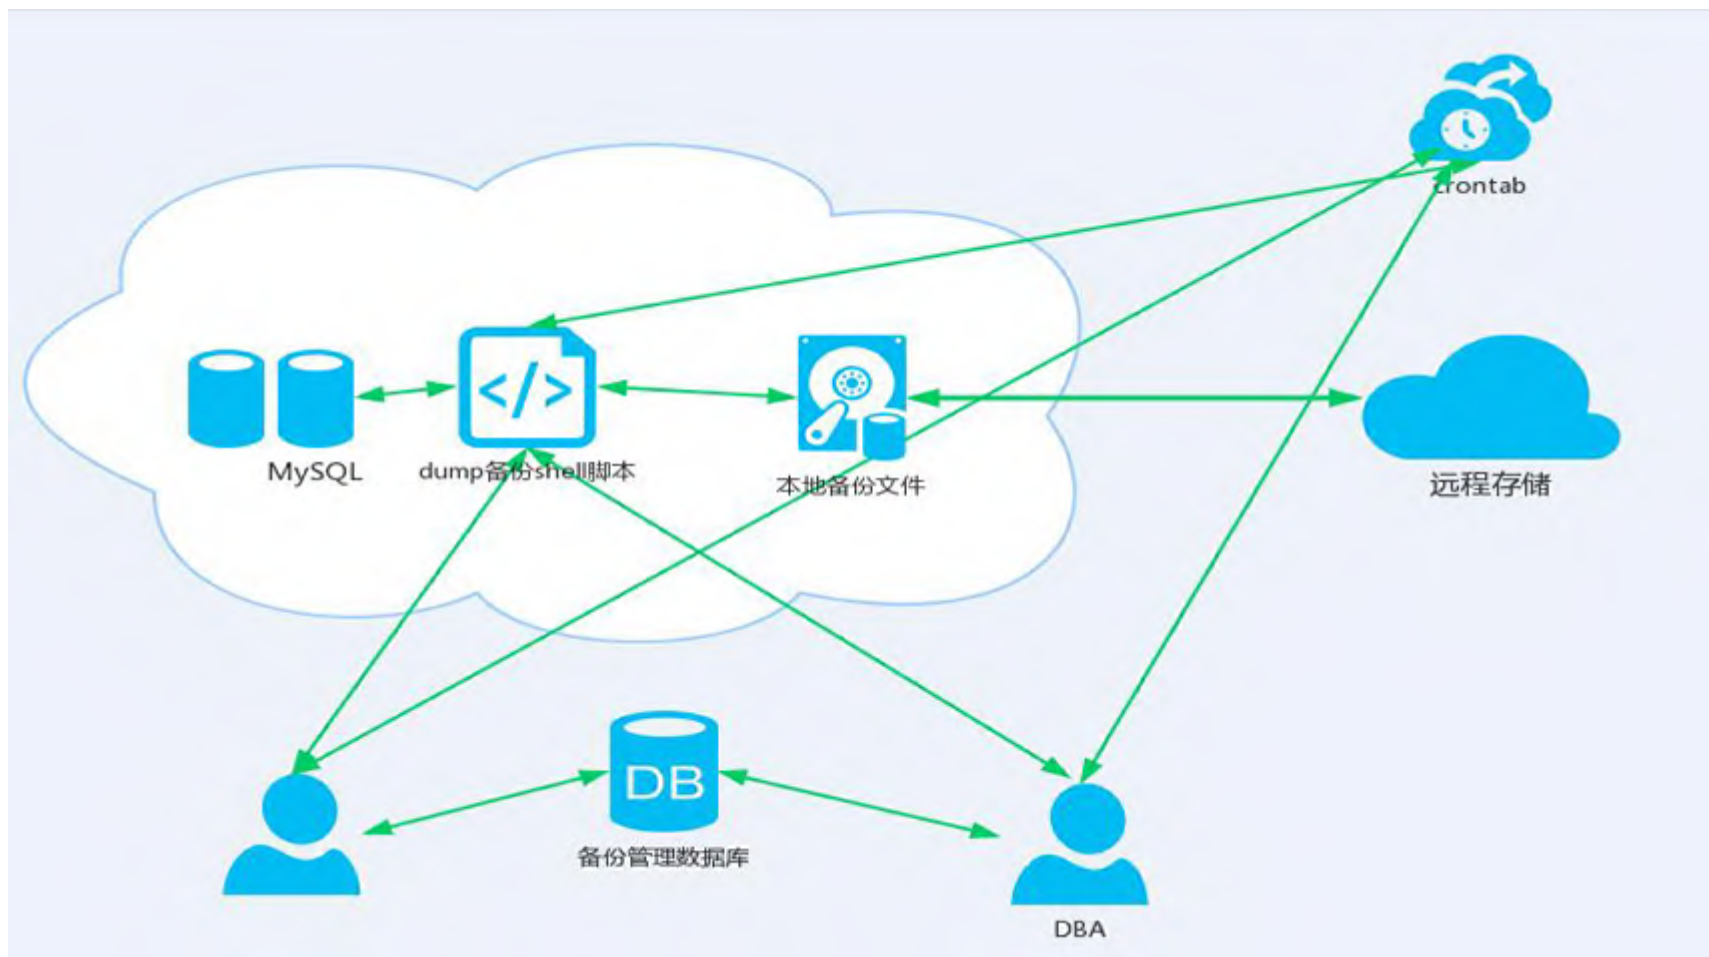 crontab
</>
MySQL
dump备份shell脚本
本地备份文件
远程存储
DB
备份管理数据库
DBA